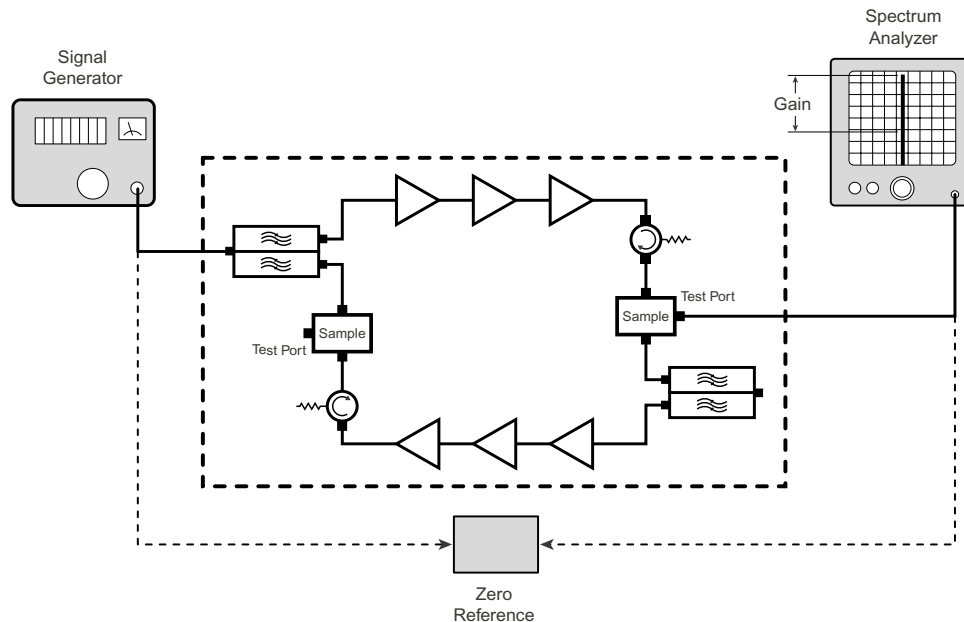 Spectrum
Analyzer
Signal
Generator
Gain
Test Port
Sample
Sample
Test Port
Zero
Reference